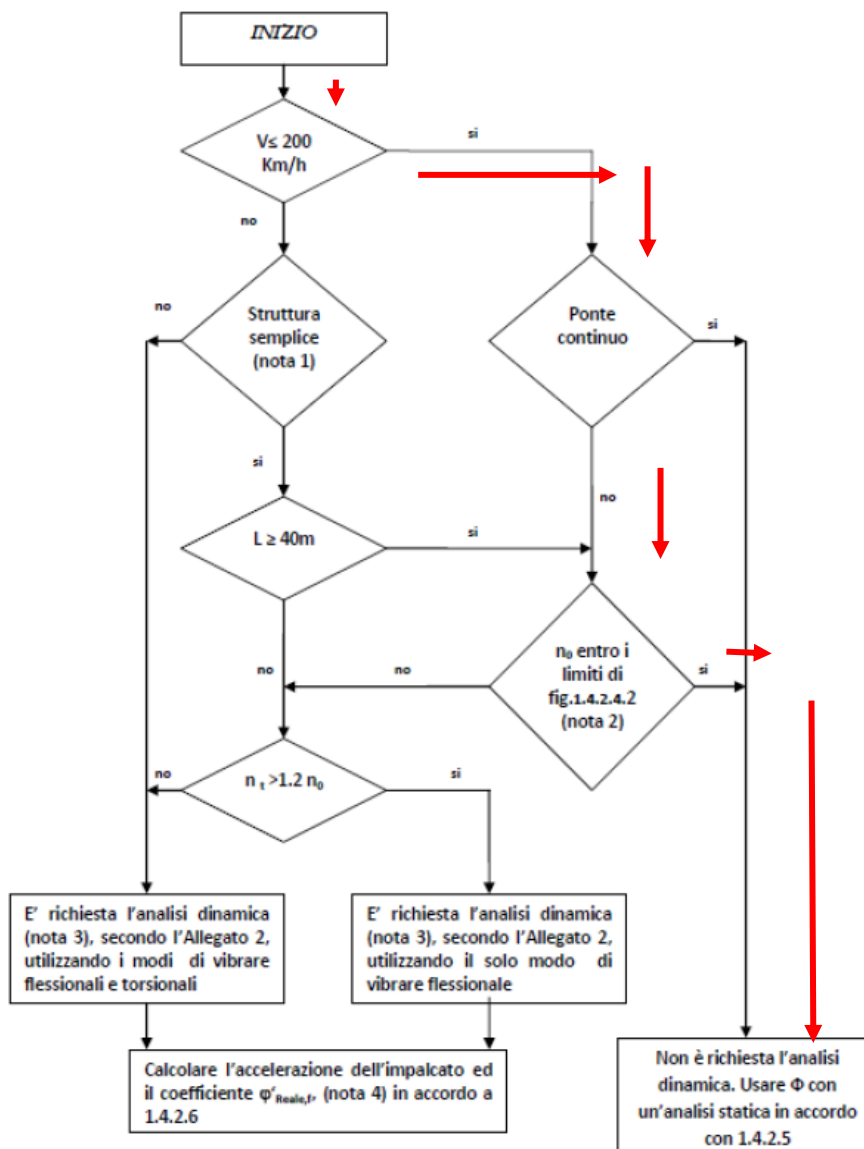 INIZIO
V≤ 200
Km/h
si
no
no
Struttura
semplice
(nota 1)
Ponte
continuo
si
si
no
L ≥ 40m
si
no
no
n₀ entro i
limiti di
fig.1.4.2.4.2
(nota 2)
si
no
n t >1.2 n₀
si
E' richiesta l'analisi dinamica
(nota 3), secondo l'Allegato 2,
utilizzando i modi di vibrare
flessionali e torsionali
E' richiesta l'analisi dinamica
(nota 3), secondo l'Allegato 2,
utilizzando il solo modo di
vibrare flessionale
Calcolare l'accelerazione dell'impalcato ed
il coefficiente φ'Reale,f, (nota 4) in accordo a
1.4.2.6
Non è richiesta l'analisi
dinamica. Usare Φ con
un'analisi statica in accordo
con 1.4.2.5